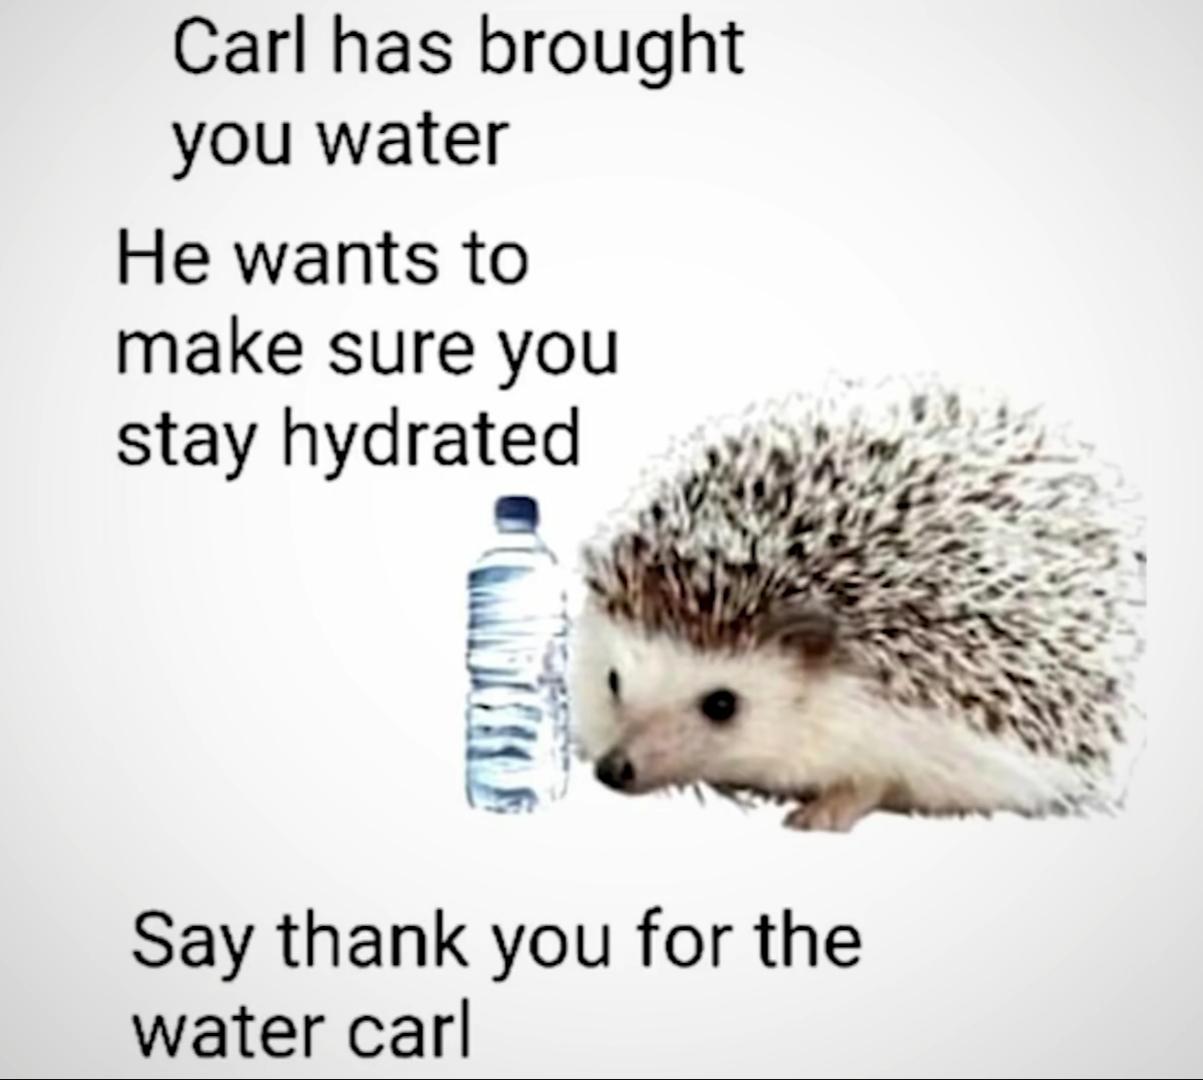 Carl has brought
you water
He wants to
make sure you
stay hydrated
Say thank you for the
water carl